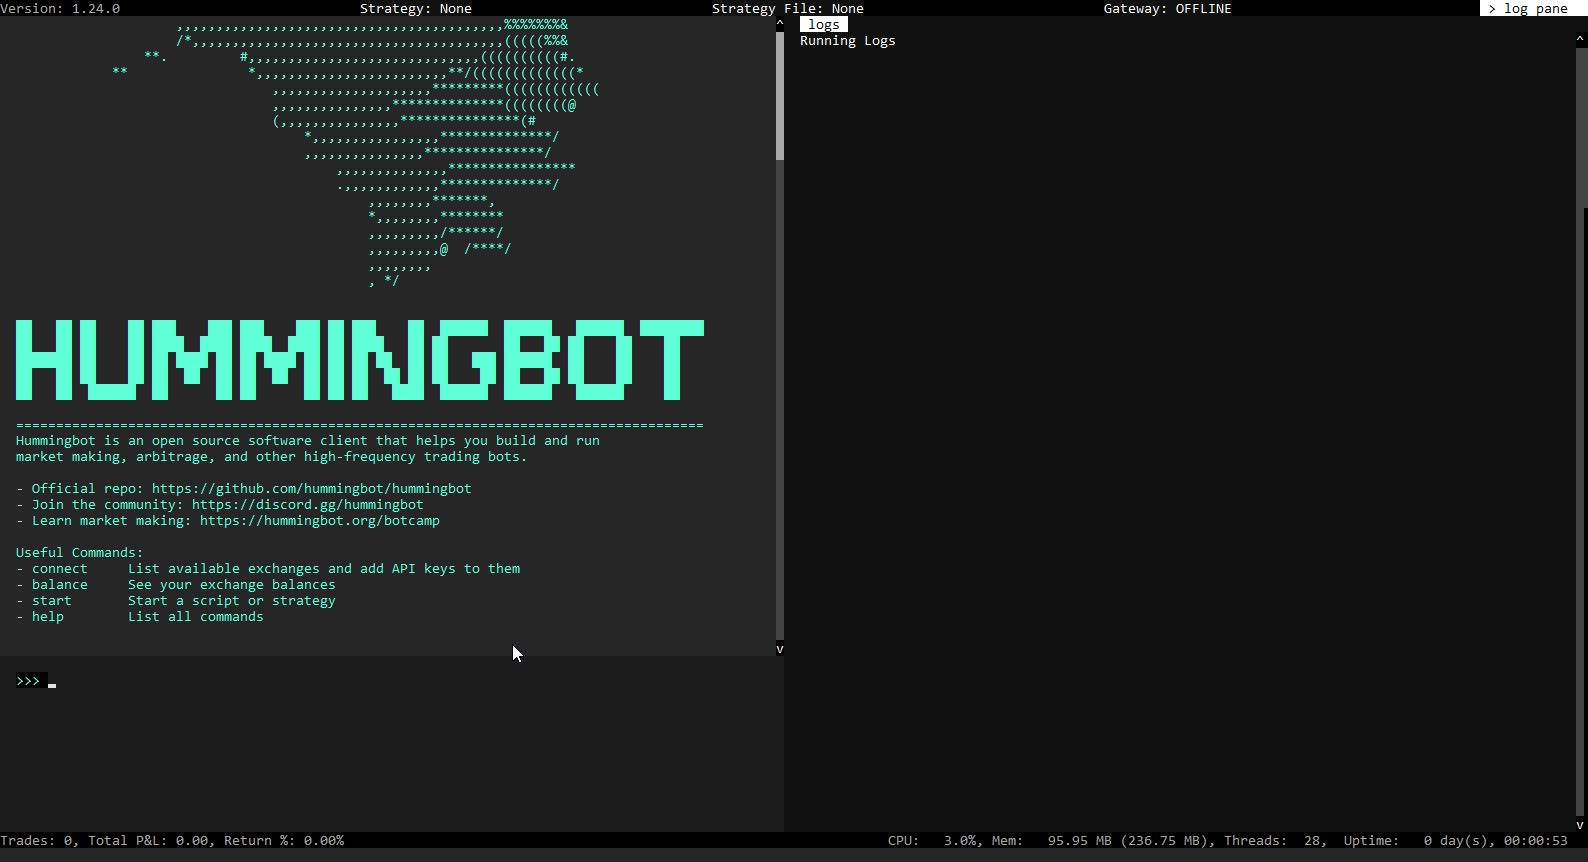 Version: 1.24.0 Strategy: None Strategy File: None Gateway: OFFLINE > log pane
logs
Running Logs
HUMMINGBOT
======================================================================================
Hummingbot is an open source software client that helps you build and run
market making, arbitrage, and other high-frequency trading bots.
- Official repo: https://github.com/hummingbot/hummingbot
- Join the community: https://discord.gg/hummingbot
- Learn market making: https://hummingbot.org/botcamp
Useful Commands:
- connect List available exchanges and add API keys to them
- balance See your exchange balances
- start Start a script or strategy
- help List all commands
>>>
Trades: 0, Total P&L: 0.00, Return %: 0.00% CPU: 3.0%, Mem: 95.95 MB (236.75 MB), Threads: 28, Uptime: 0 day(s), 00:00:53